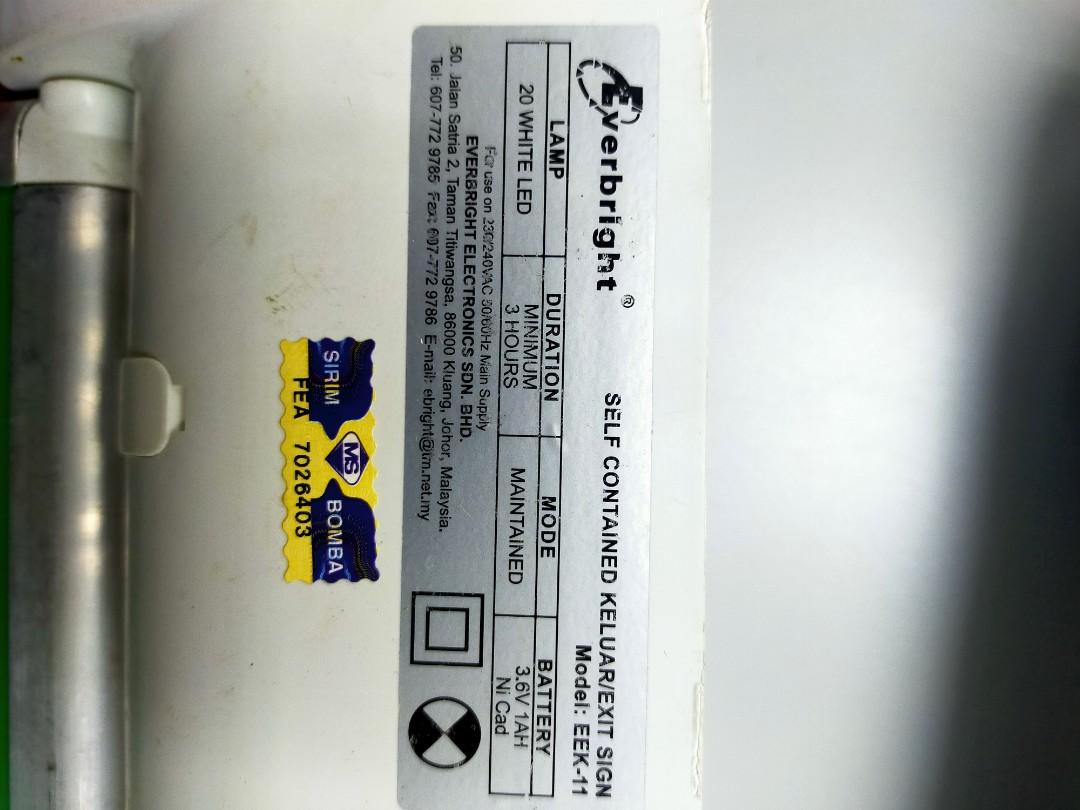 Everbright ®
SELF CONTAINED KELUAR/EXIT SIGN
Model: EEK-11
LAMP DURATION MODE BATTERY
20 WHITE LED MINIMUM 3 HOURS MAINTAINED 3.6V 1AH Ni Cad
For use on 230/240VAC 50/60Hz Main Supply
EVERBRIGHT ELECTRONICS SDN. BHD.
50, Jalan Satria 2, Taman Titiwangsa, 86000 Kluang, Johor, Malaysia.
Tel: 607-772 9785 Fax: 607-772 9786 E-mail: ebright@tm.net.my
SIRIM MS BOMBA
FEA 7026403